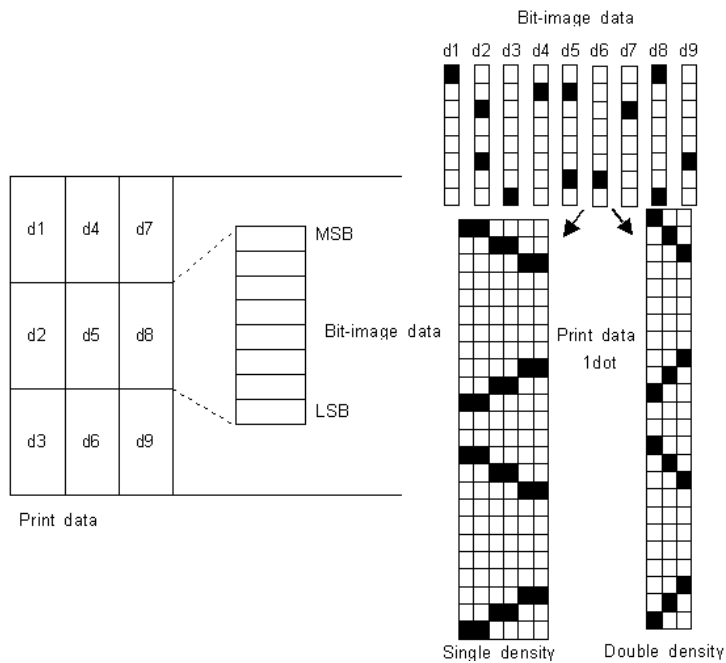 Bit-image data
d1 d2 d3 d4 d5 d6 d7 d8 d9
d1 d4 d7
d2 d5 d8
d3 d6 d9
Print data
MSB
Bit-image data
LSB
Print data
1dot
Single density
Double density